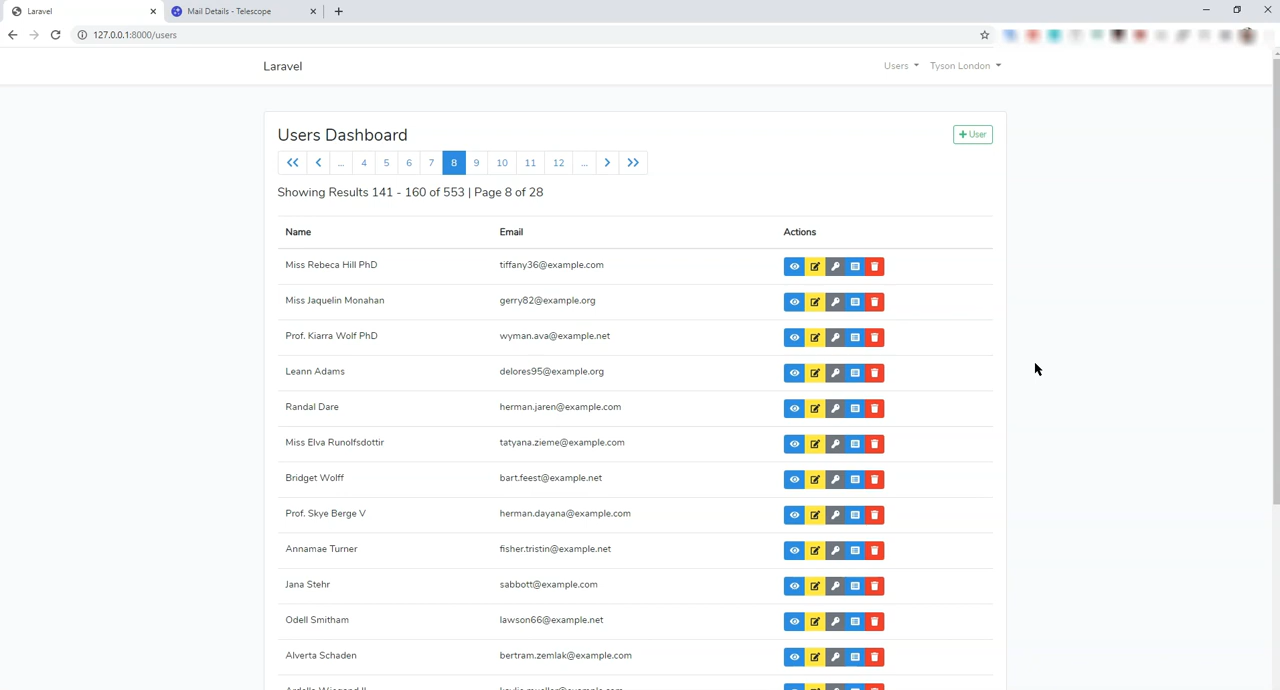 Laravel
Mail Details - Telescope
127.0.0.1:8000/users
Laravel
Users
Tyson London
Users Dashboard
+ User
... 4 5 6 7 8 9 10 11 12 ...
Showing Results 141 - 160 of 553 | Page 8 of 28
Name Email Actions
Miss Rebeca Hill PhD tiffany36@example.com
Miss Jaquelin Monahan gerry82@example.org
Prof. Kiarra Wolf PhD wyman.ava@example.net
Leann Adams delores95@example.org
Randal Dare herman.jaren@example.com
Miss Elva Runolfsdottir tatyana.zieme@example.com
Bridget Wolff bart.feest@example.net
Prof. Skye Berge V herman.dayana@example.com
Annamae Turner fisher.tristin@example.net
Jana Stehr sabbott@example.com
Odell Smitham lawson66@example.net
Alverta Schaden bertram.zemlak@example.com